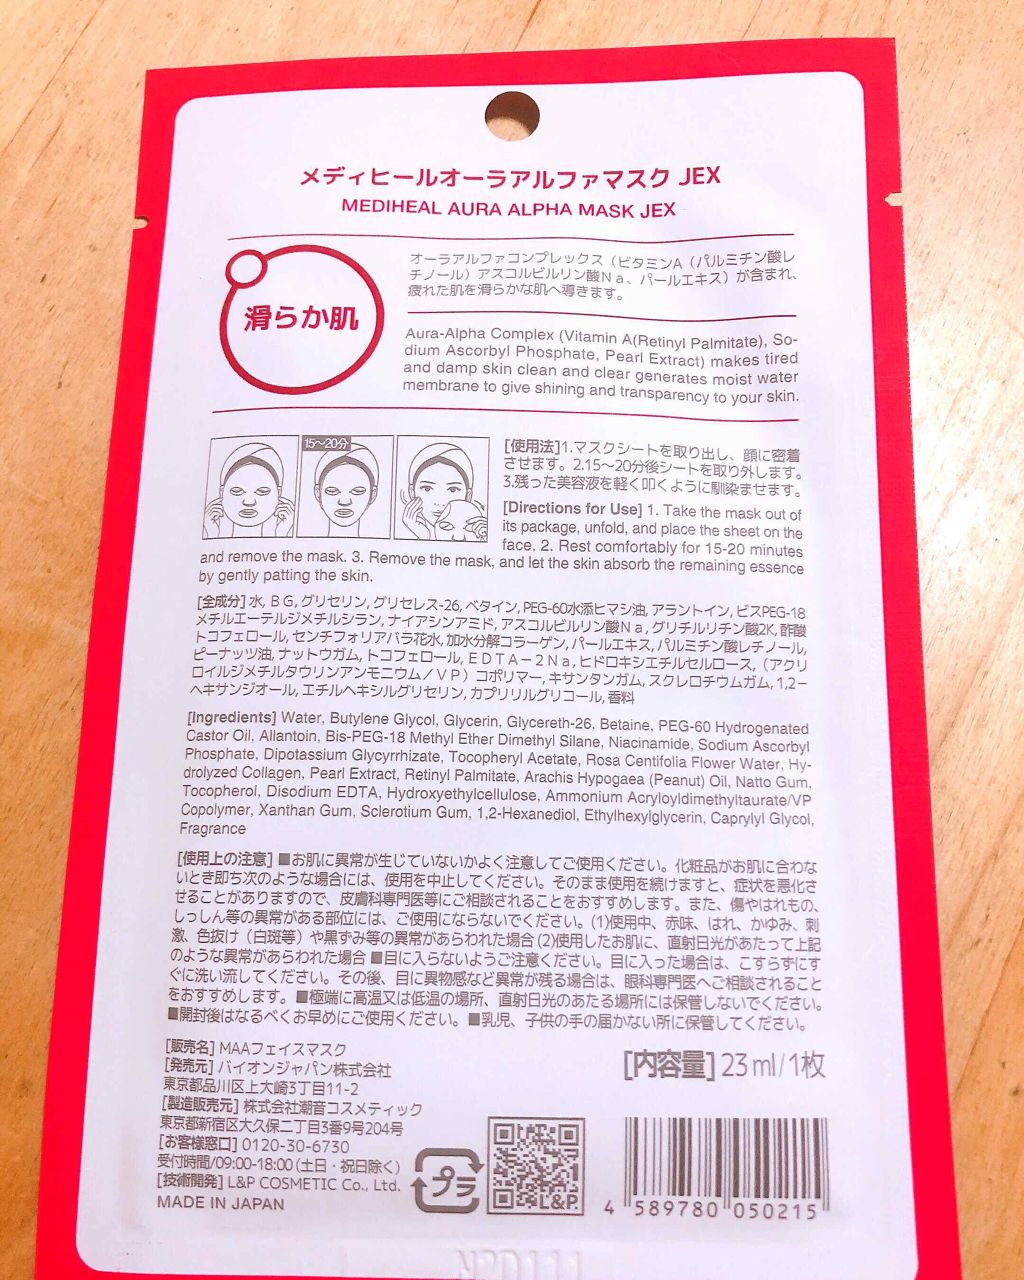 メディヒールオーラアルファマスク JEX
MEDIHEAL AURA ALPHA MASK JEX
滑らか肌
オーラアルファコンプレックス（ビタミンA（パルミチン酸レ
チノール）アスコルビルリン酸Ｎａ、パールエキス）が含まれ、
疲れた肌を滑らかな肌へ導きます。
Aura-Alpha Complex (Vitamin A(Retinyl Palmitate), So-
dium Ascorbyl Phosphate, Pearl Extract) makes tired
and damp skin clean and clear generates moist water
membrane to give shining and transparency to your skin.
15～20分
[使用法]1.マスクシートを取り出し、顔に密着
させます。2.15～20分後シートを取り外します。
3.残った美容液を軽く叩くように馴染ませます。
[Directions for Use] 1. Take the mask out of
its package, unfold, and place the sheet on the
face. 2. Rest comfortably for 15-20 minutes
and remove the mask. 3. Remove the mask, and let the skin absorb the remaining essence
by gently patting the skin.
[全成分] 水, ＢＧ, グリセリン, グリセレス-26, ベタイン, PEG-60水添ヒマシ油, アラントイン, ビスPEG-18
メチルエーテルジメチルシラン, ナイアシンアミド, アスコルビルリン酸Ｎａ, グリチルリチン酸2K, 酢酸
トコフェロール, センチフォリアバラ花水, 加水分解コラーゲン, パールエキス, パルミチン酸レチノール,
ピーナッツ油, ナットウガム, トコフェロール, ＥＤＴＡ－２Ｎａ, ヒドロキシエチルセルロース, （アクリ
ロイルジメチルタウリンアンモニウム／ＶＰ）コポリマー, キサンタンガム, スクレロチウムガム, 1,2－
ヘキサンジオール, エチルヘキシルグリセリン, カプリリルグリコール, 香料
[Ingredients] Water, Butylene Glycol, Glycerin, Glycereth-26, Betaine, PEG-60 Hydrogenated
Castor Oil, Allantoin, Bis-PEG-18 Methyl Ether Dimethyl Silane, Niacinamide, Sodium Ascorbyl
Phosphate, Dipotassium Glycyrrhizate, Tocopheryl Acetate, Rosa Centifolia Flower Water, Hy-
drolyzed Collagen, Pearl Extract, Retinyl Palmitate, Arachis Hypogaea (Peanut) Oil, Natto Gum,
Tocopherol, Disodium EDTA, Hydroxyethylcellulose, Ammonium Acryloyldimethyltaurate/VP
Copolymer, Xanthan Gum, Sclerotium Gum, 1,2-Hexanediol, Ethylhexylglycerin, Caprylyl Glycol,
Fragrance
[使用上の注意] ■お肌に異常が生じていないかよく注意してご使用ください。化粧品がお肌に合わな
いとき即ち次のような場合には、使用を中止してください。そのまま使用を続けますと、症状を悪化さ
せることがありますので、皮膚科専門医等にご相談されることをおすすめします。また、傷やはれもの、
しっしん等の異常がある部位には、ご使用にならないでください。(1)使用中、赤味、はれ、かゆみ、刺
激、色抜け（白斑等）や黒ずみ等の異常があらわれた場合 (2)使用したお肌に、直射日光があたって上記
のような異常があらわれた場合 ■目に入らないようご注意ください。目に入った場合は、こすらずにす
ぐに洗い流してください。その後、目に異物感など異常が残る場合は、眼科専門医へご相談されること
をおすすめします。■極端に高温又は低温の場所、直射日光のあたる場所には保管しないでください。
■開封後はなるべくお早めにご使用ください。■乳児、子供の手の届かない所に保管してください。
[販売名] MAAフェイスマスク
[発売元] バイオンジャパン株式会社
東京都品川区上大崎3丁目11-2
[製造販売元] 株式会社潮音コスメティック
東京都新宿区大久保二丁目3番9号204号
[お客様窓口] 0120-30-6730
受付時間/09:00-18:00（土日・祝日除く）
[技術開発] L&P COSMETIC Co., Ltd.
MADE IN JAPAN
[内容量] 23ml/1枚
プラ
L&P
4 589780 050215